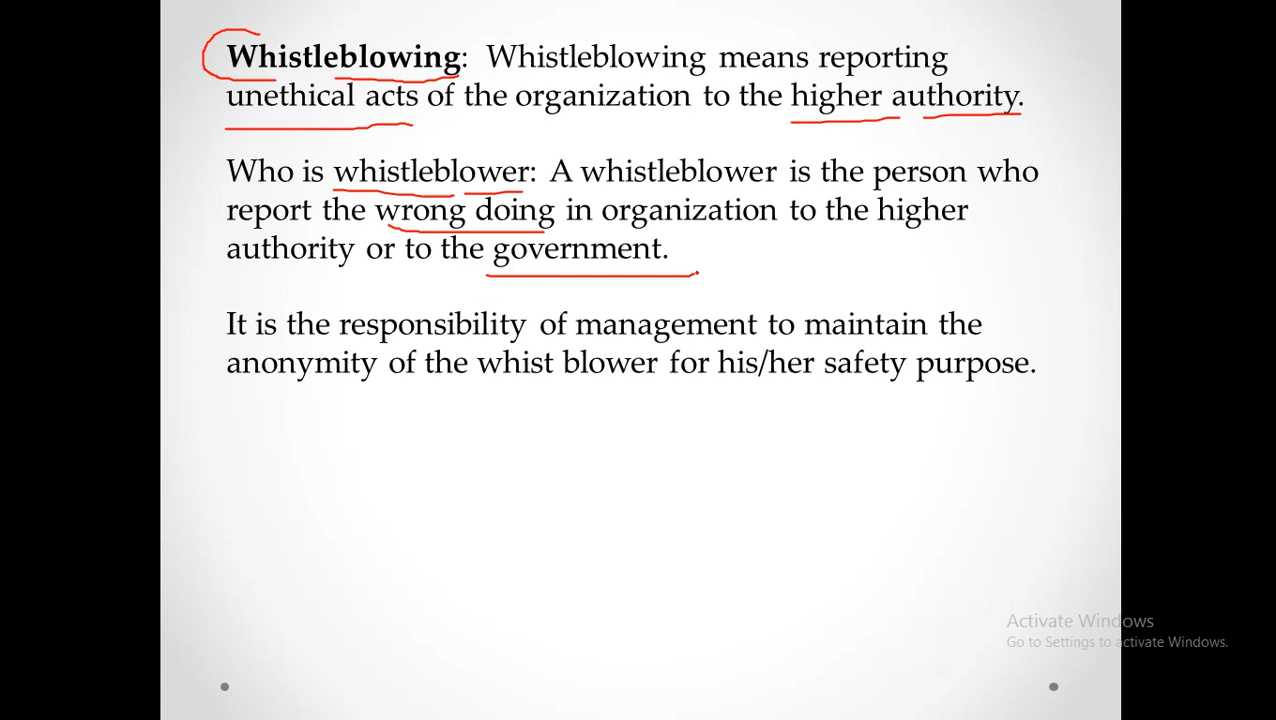 Whistleblowing: Whistleblowing means reporting
unethical acts of the organization to the higher authority.
Who is whistleblower: A whistleblower is the person who
report the wrong doing in organization to the higher
authority or to the government.
It is the responsibility of management to maintain the
anonymity of the whist blower for his/her safety purpose.
Activate Windows
Go to Settings to activate Windows.